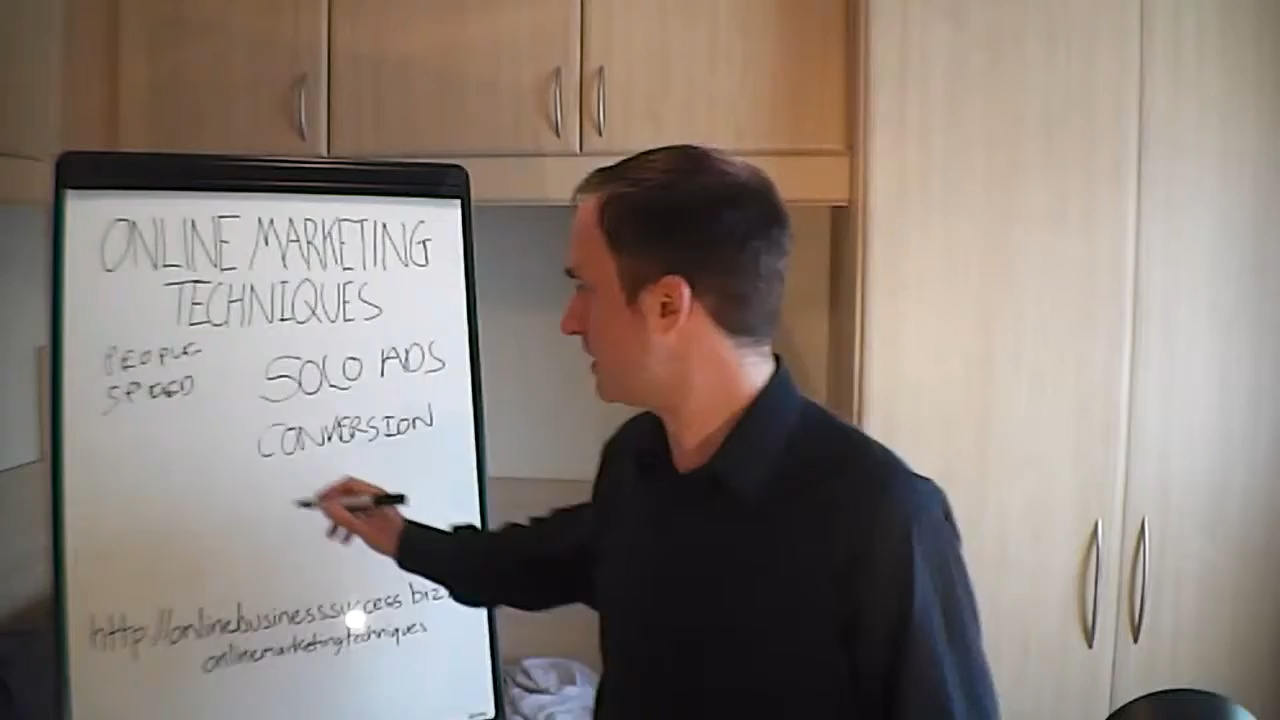 ONLINE MARKETING
TECHNIQUES
PEOPLE
SPEED
SOLO ADS
CONVERSION
http://onlinebusinesssuccess.biz/
onlinemarketingtechniques